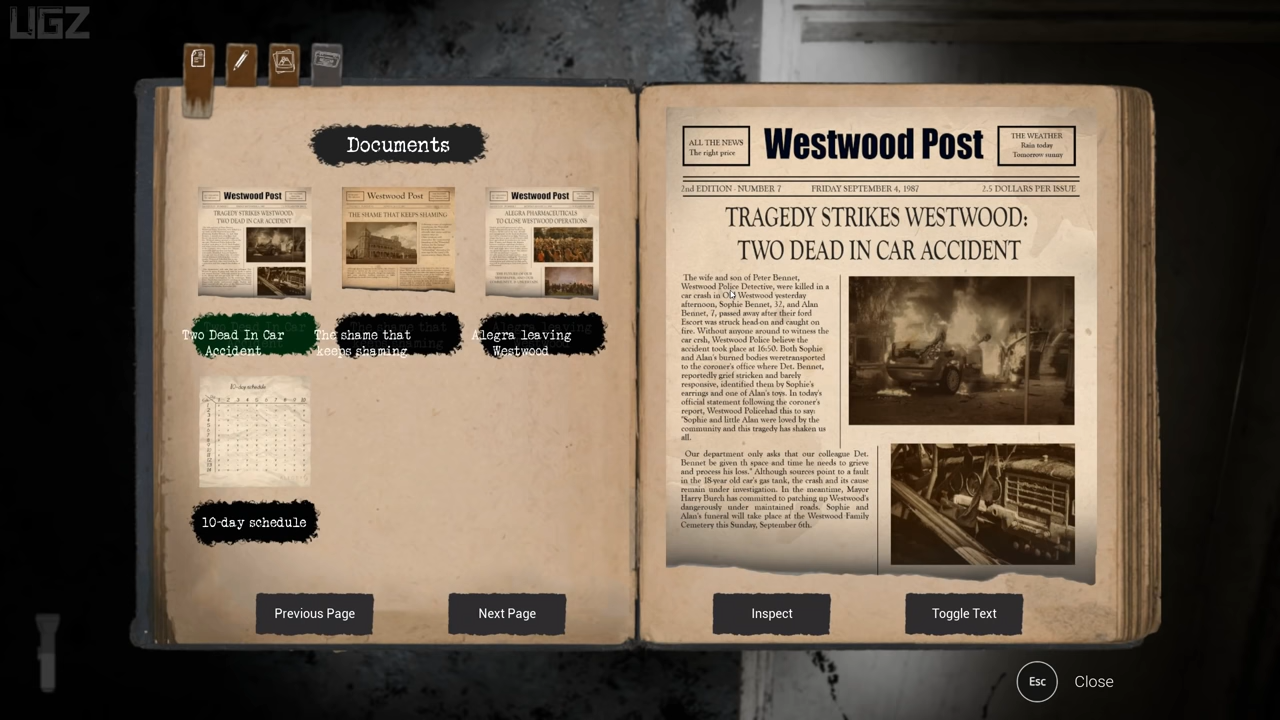 UGZ
Documents
Westwood Post
TRAGEDY STRIKES WESTWOOD:
TWO DEAD IN CAR ACCIDENT
Westwood Post
THE SHAME THAT KEEPS SHAMING
Westwood Post
ALEGRA PHARMACEUTICALS
TO CLOSE WESTWOOD OPERATIONS
Two Dead In Car
Accident
The shame that
keeps shaming
Alegra leaving
Westwood
10-day schedule
10-day schedule
Previous Page
Next Page
ALL THE NEWS
The right price
Westwood Post
THE WEATHER
Rain today
Tomorrow sunny
2nd EDITION - NUMBER 7
FRIDAY SEPTEMBER 4, 1987
2.5 DOLLARS PER ISSUE
TRAGEDY STRIKES WESTWOOD:
TWO DEAD IN CAR ACCIDENT
The wife and son of Peter Bennet,
Westwood Police Detective, were killed in a
car crash in Old Westwood yesterday
afternoon, Sophie Bennet, 32, and Alan
Bennet, 7, passed away after their ford
Escort was struck head-on and caught on
fire. Without anyone around to witness the
car crsh, Westwood Police believe the
accident took place at 16:50. Both Sophie
and Alan's burned bodies weretransported
to the coroner's office where Det. Bennet,
reportedly grief stricken and barely
responsive, identified them by Sophie's
earrings and one of Alan's toys. In today's
official statement following the coroner's
report, Westwood Policehad this to say:
"Sophie and little Alan were loved by the
community and this tragedy has shaken us
all.
Our department only asks that our colleague Det.
Bennet be given th space and time he needs to grieve
and process his loss." Although sources point to a fault
in the 18-year old car's gas tank, the crash and its cause
remain under investigation. In the meantime, Mayor
Harry Burch has committed to patching up Westwood's
dangerously under maintained roads. Sophie and
Alan's funeral will take place at the Westwood Family
Cemetery this Sunday, September 6th.
Inspect
Toggle Text
Esc
Close